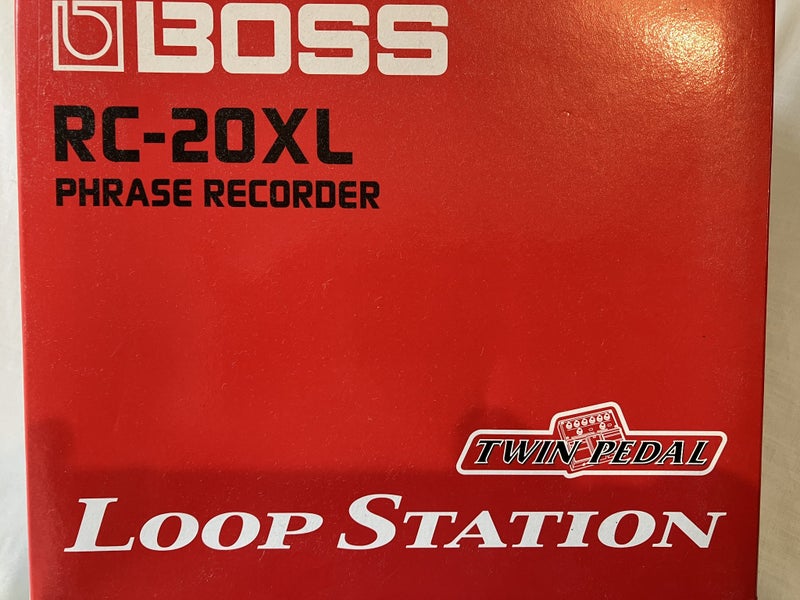 BOSS
RC-20XL
PHRASE RECORDER
TWIN PEDAL
LOOP STATION